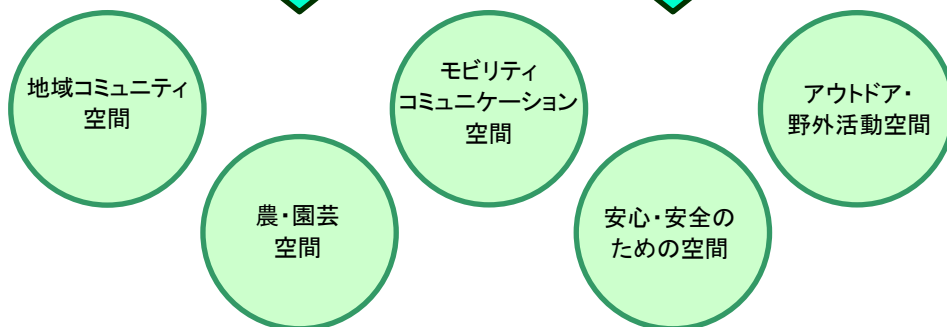 地域コミュニティ
空間
モビリティ
コミュニケーション
空間
アウトドア・
野外活動空間
農・園芸
空間
安心・安全の
ための空間